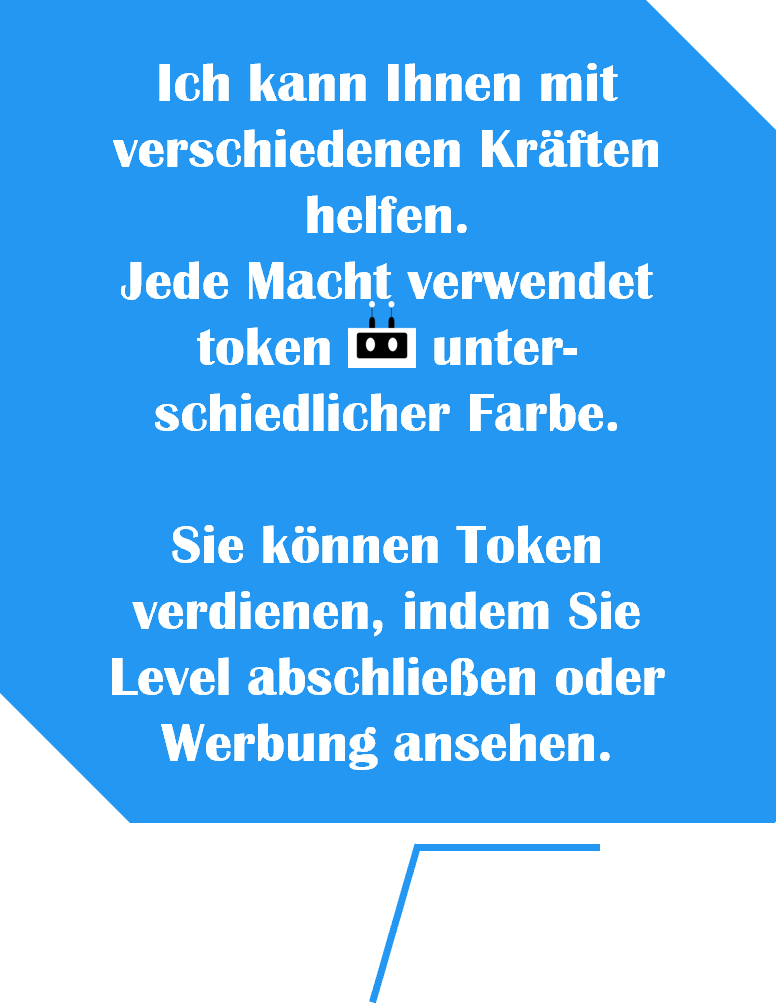 Ich kann Ihnen mit
verschiedenen Kräften
helfen.
Jede Macht verwendet
token unter-
schiedlicher Farbe.
Sie können Token
verdienen, indem Sie
Level abschließen oder
Werbung ansehen.